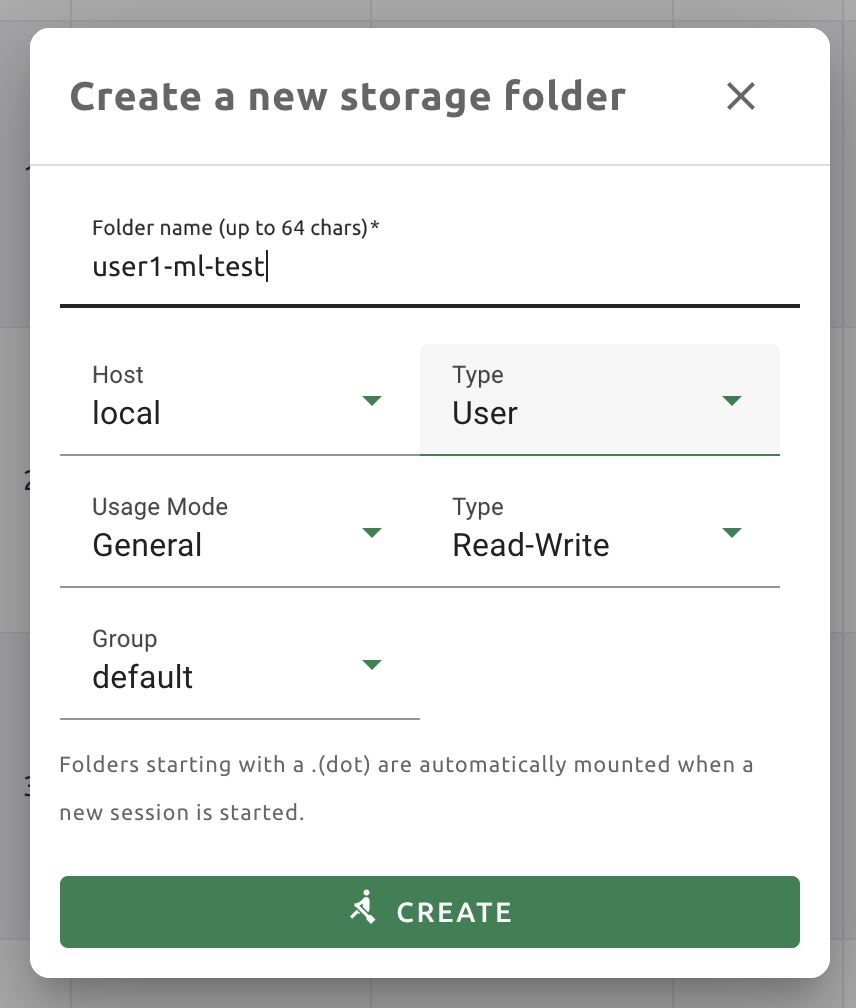 Create a new storage folder
Folder name (up to 64 chars)*
user1-ml-test
Host
local
Type
User
Usage Mode
General
Type
Read-Write
Group
default
Folders starting with a .(dot) are automatically mounted when a
new session is started.
CREATE